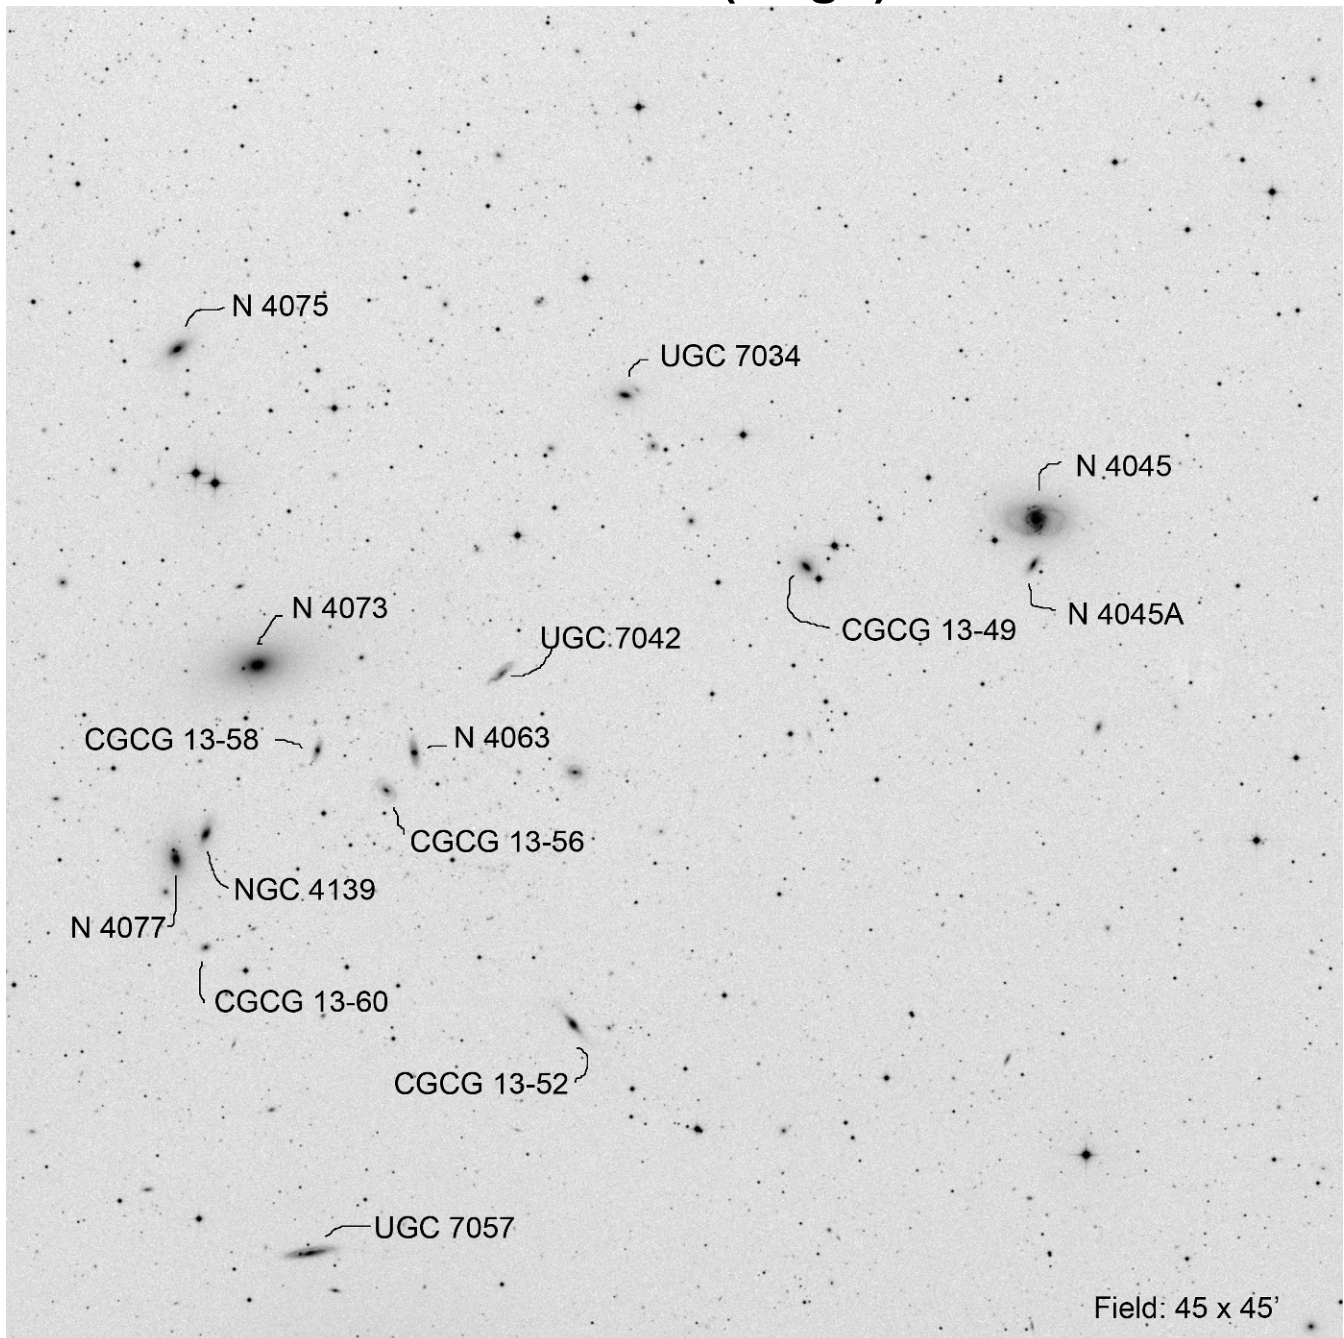 N 4075
UGC 7034
N 4045
N 4073
N 4045A
CGCG 13-49
UGC 7042
CGCG 13-58
N 4063
CGCG 13-56
NGC 4139
N 4077
CGCG 13-60
CGCG 13-52
UGC 7057
Field: 45 x 45’